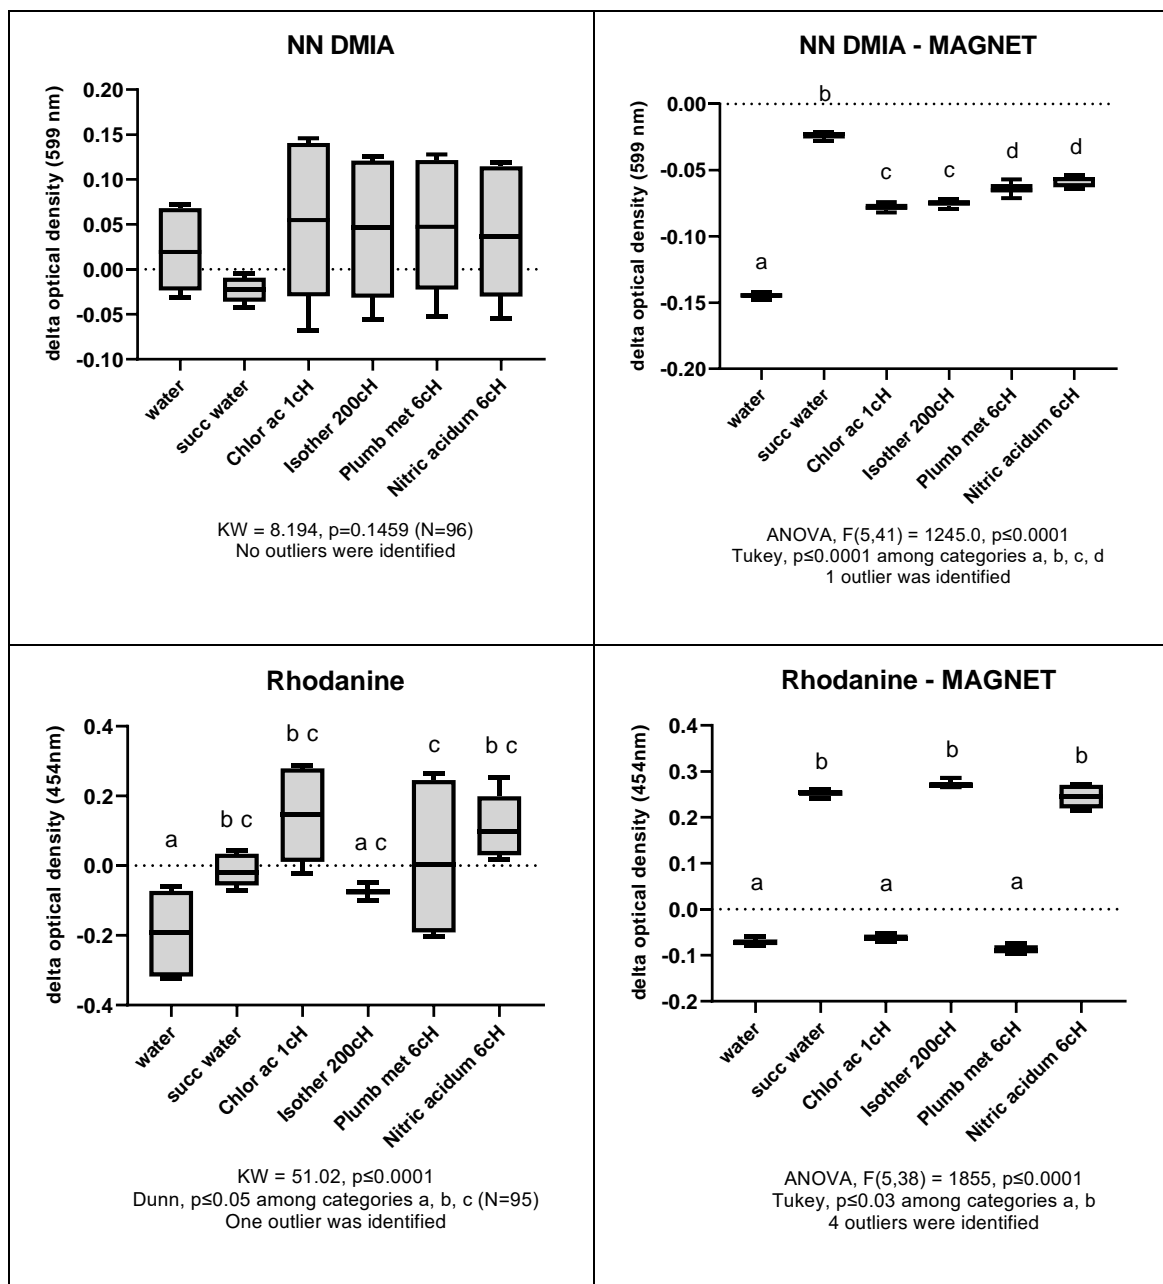 NN DMIA
delta optical density (599 nm)
0.20
0.15
0.10
0.05
0.00
-0.05
-0.10
water
succ water
Chlor ac 1cH
Isother 200cH
Plumb met 6cH
Nitric acidum 6cH
KW = 8.194, p=0.1459 (N=96)
No outliers were identified
NN DMIA - MAGNET
delta optical density (599 nm)
0.00
-0.05
-0.10
-0.15
-0.20
a
b
c
c
d
d
water
succ water
Chlor ac 1cH
Isother 200cH
Plumb met 6cH
Nitric acidum 6cH
ANOVA, F(5,41) = 1245.0, p≤0.0001
Tukey, p≤0.0001 among categories a, b, c, d
1 outlier was identified
Rhodanine
delta optical density (454nm)
0.4
0.2
0.0
-0.2
-0.4
a
b c
b c
a c
c
b c
water
succ water
Chlor ac 1cH
Isother 200cH
Plumb met 6cH
Nitric acidum 6cH
KW = 51.02, p≤0.0001
Dunn, p≤0.05 among categories a, b, c (N=95)
One outlier was identified
Rhodanine - MAGNET
delta optical density (454nm)
0.4
0.3
0.2
0.1
0.0
-0.1
-0.2
a
b
a
b
a
b
water
succ water
Chlor ac 1cH
Isother 200cH
Plumb met 6cH
Nitric acidum 6cH
ANOVA, F(5,38) = 1855, p≤0.0001
Tukey, p≤0.03 among categories a, b
4 outliers were identified